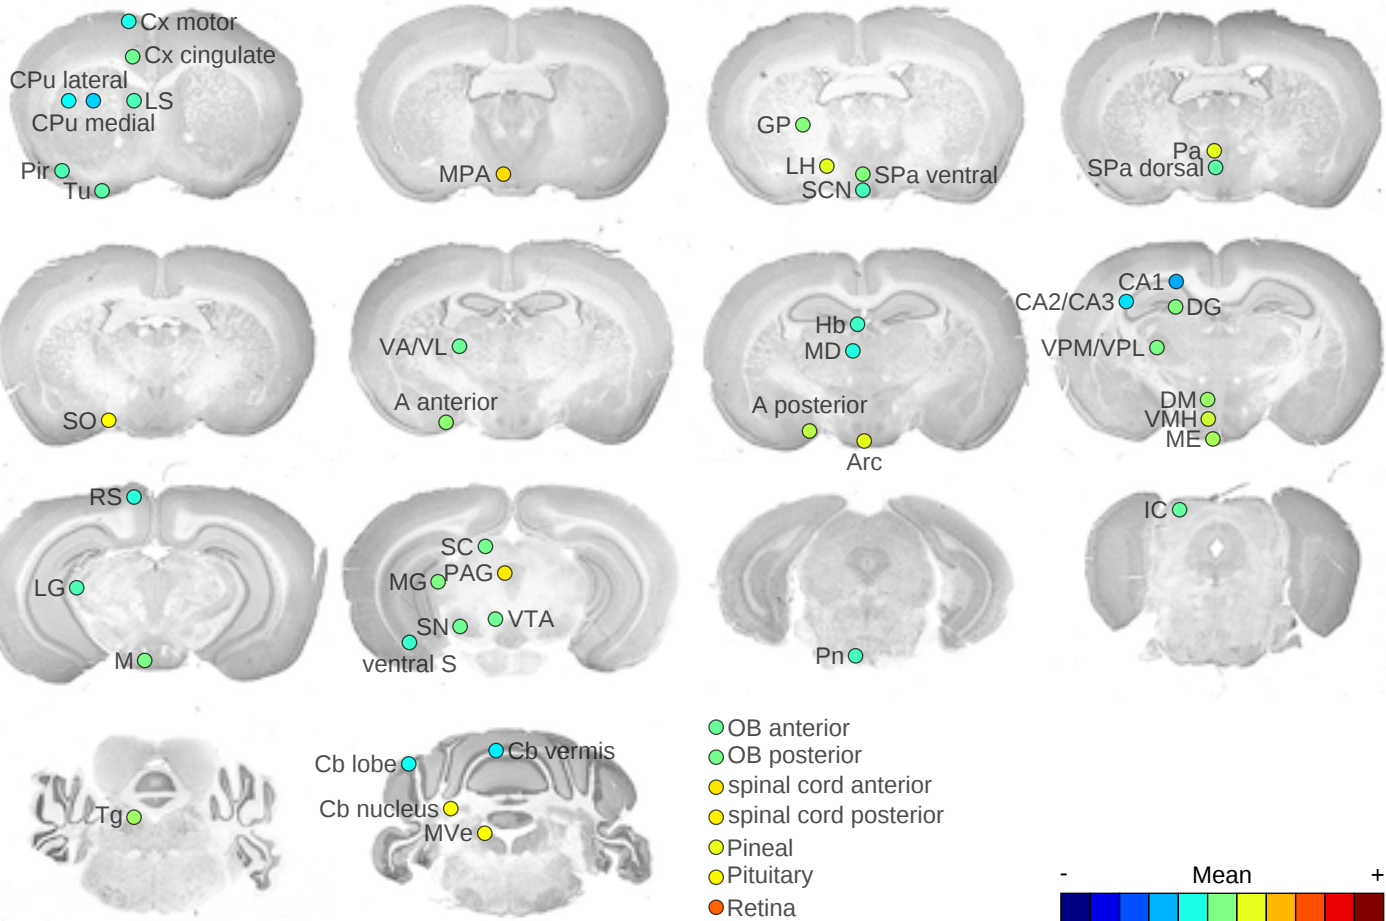 Cx motor
Cx cingulate
CPu lateral
LS
CPu medial
Pir
Tu
MPA
GP
LH
SPa ventral
SCN
Pa
SPa dorsal
SO
VA/VL
A anterior
Hb
MD
A posterior
Arc
CA1
CA2/CA3
DG
VPM/VPL
DM
VMH
ME
RS
LG
M
SC
PAG
MG
VTA
SN
ventral S
Pn
IC
Tg
Cb vermis
Cb lobe
Cb nucleus
MVe
OB anterior
OB posterior
spinal cord anterior
spinal cord posterior
Pineal
Pituitary
Retina
- Mean +